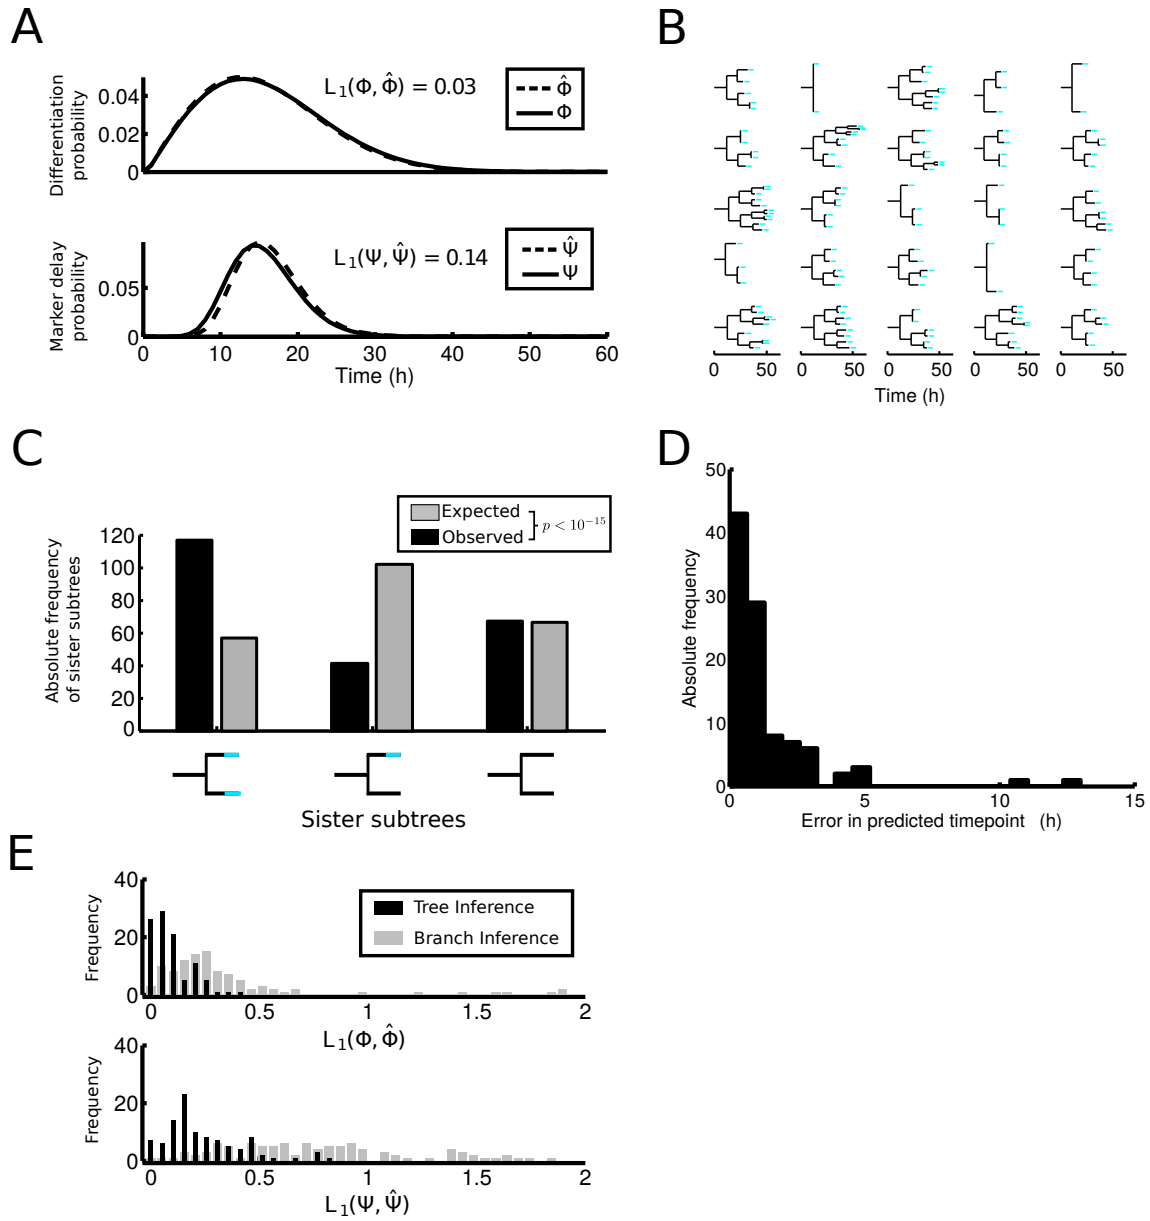 A
Differentiation
probability
0.04
0.02
0
L1(Φ, Φ̂) = 0.03
Φ̂
Φ
Marker delay
probability
0.05
0
L1(Ψ, Ψ̂) = 0.14
Ψ̂
Ψ
0 10 20 30 40 50 60
Time (h)
B
0 50 0 50 0 50 0 50 0 50
Time (h)
C
Expected
Observed
p < 10^-15
Absolute frequency
of sister subtrees
120
100
80
60
40
20
0
Sister subtrees
D
Absolute frequency
50
40
30
20
10
0
0 5 10 15
Error in predicted timepoint (h)
E
Frequency
40
20
0
Tree Inference
Branch Inference
0 0.5 1 1.5 2
L1(Φ, Φ̂)
Frequency
40
20
0
0 0.5 1 1.5 2
L1(Ψ, Ψ̂)